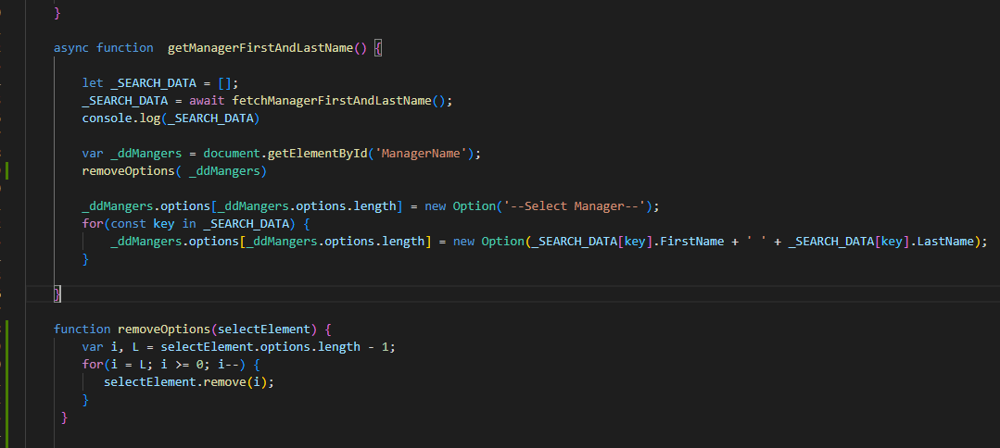 }
async function  getManagerFirstAndLastName() {
let _SEARCH_DATA = [];
_SEARCH_DATA = await fetchManagerFirstAndLastName();
console.log(_SEARCH_DATA)
var _ddMangers = document.getElementById('ManagerName');
removeOptions( _ddMangers)
_ddMangers.options[_ddMangers.options.length] = new Option('--Select Manager--');
for(const key in _SEARCH_DATA) {
_ddMangers.options[_ddMangers.options.length] = new Option(_SEARCH_DATA[key].FirstName + ' ' + _SEARCH_DATA[key].LastName);
}
}
function removeOptions(selectElement) {
var i, L = selectElement.options.length - 1;
for(i = L; i >= 0; i--) {
selectElement.remove(i);
}
}